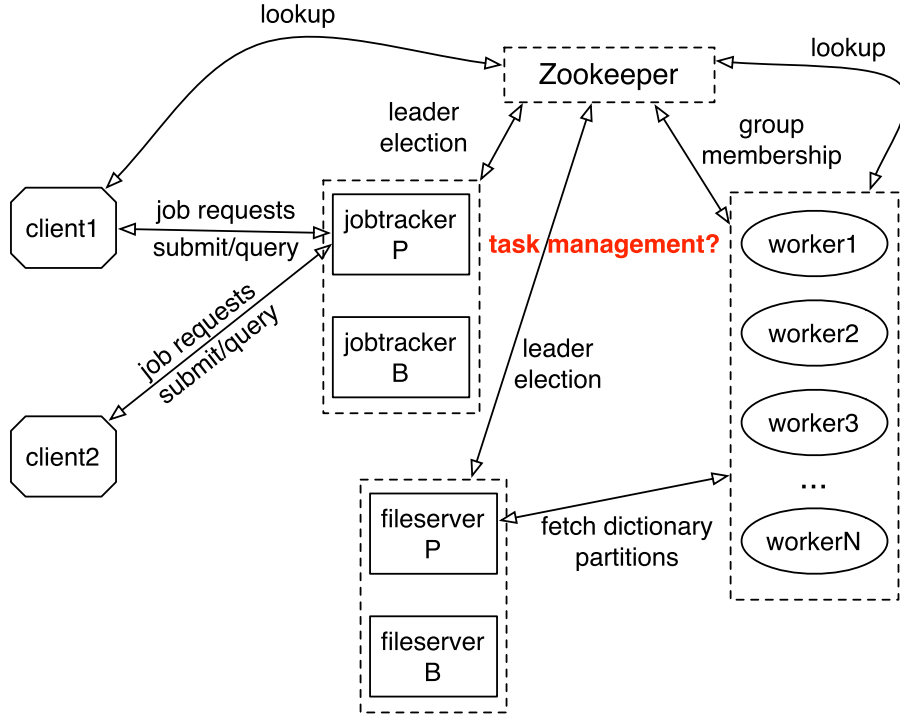 lookup
Zookeeper
lookup
leader
election
group
membership
client1
job requests
submit/query
jobtracker
P
task management?
worker1
job requests
submit/query
jobtracker
B
leader
election
worker2
worker3
client2
...
fileserver
P
fetch dictionary
partitions
workerN
fileserver
B